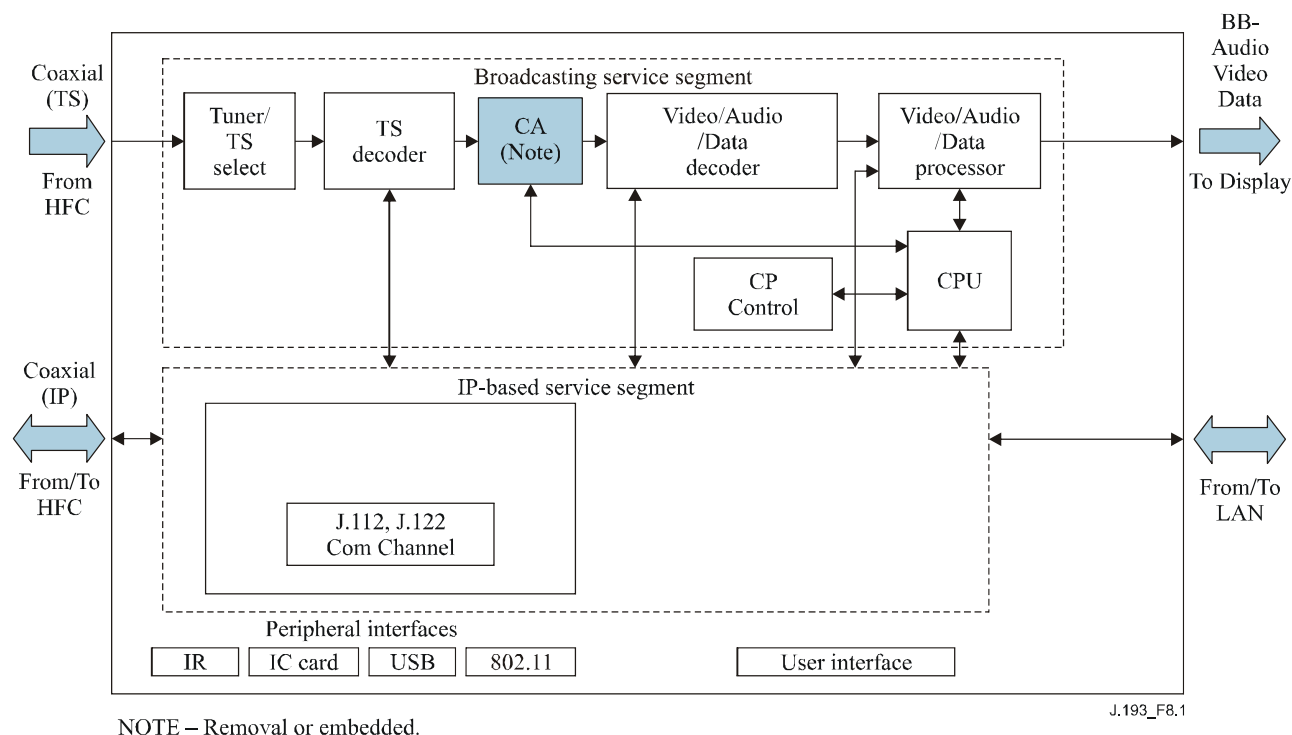 Coaxial
(TS)
From
HFC
Broadcasting service segment
Tuner/
TS
select
TS
decoder
CA
(Note)
Video/Audio
/Data
decoder
Video/Audio
/Data
processor
BB-
Audio
Video
Data
To Display
CP
Control
CPU
Coaxial
(IP)
From/To
HFC
IP-based service segment
J.112, J.122
Com Channel
From/To
LAN
Peripheral interfaces
IR
IC card
USB
802.11
User interface
J.193_F8.1
NOTE – Removal or embedded.